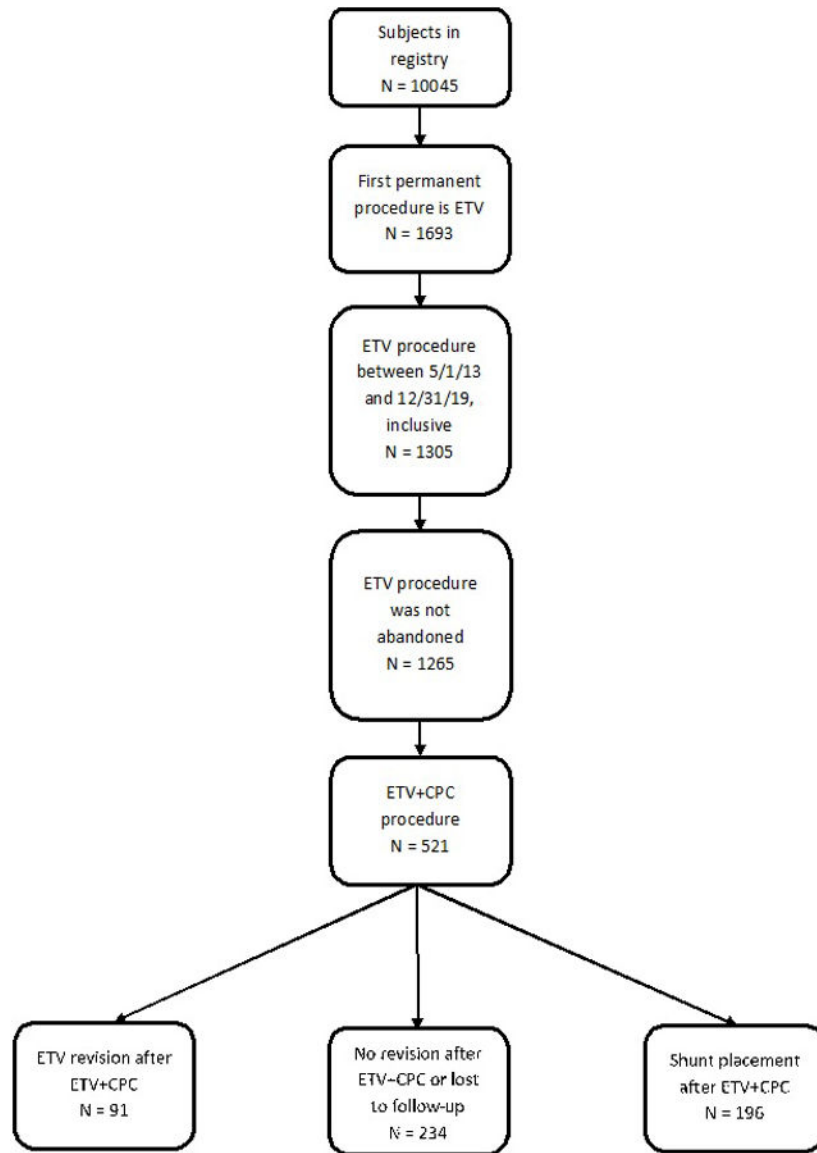 Subjects in
registry
N = 10045
First permanent
procedure is ETV
N = 1693
ETV procedure
between 5/1/13
and 12/31/19,
inclusive
N = 1305
ETV procedure
was not
abandoned
N = 1265
ETV+CPC
procedure
N = 521
ETV revision after
ETV+CPC
N = 91
No revision after
ETV+CPC or lost
to follow-up
N = 234
Shunt placement
after ETV+CPC
N = 196